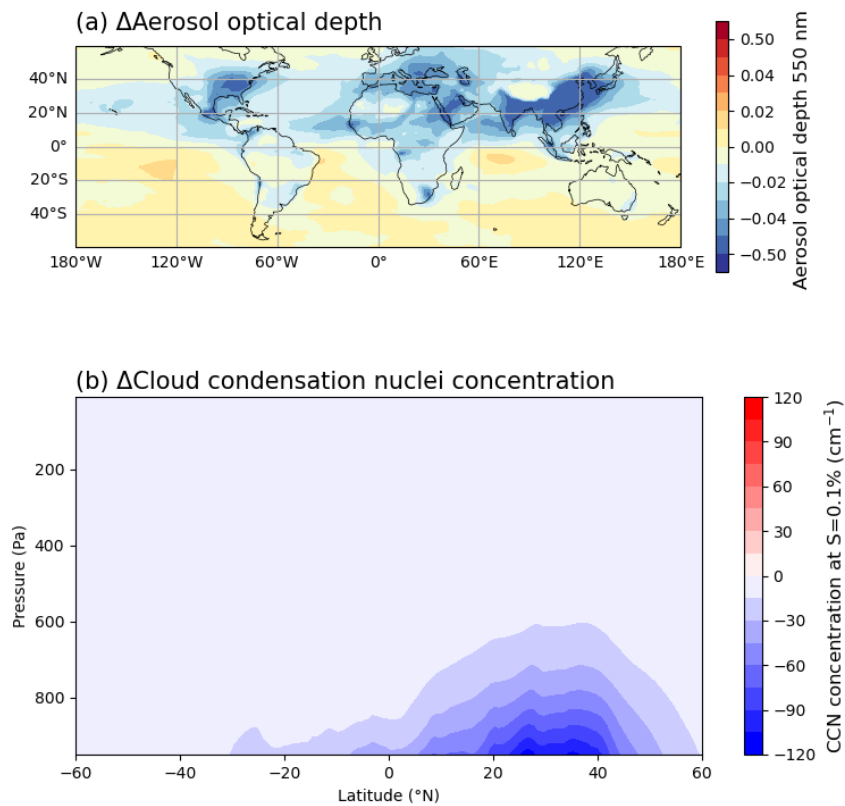 (a) ΔAerosol optical depth
40°N
20°N
0°
20°S
40°S
180°W
120°W
60°W
0°
60°E
120°E
180°E
0.50
0.04
0.02
0.00
−0.02
−0.04
−0.50
Aerosol optical depth 550 nm
(b) ΔCloud condensation nuclei concentration
200
400
600
800
Pressure (Pa)
−60
−40
−20
0
20
40
60
Latitude (°N)
120
90
60
30
0
−30
−60
−90
−120
CCN concentration at S=0.1% (cm⁻¹)